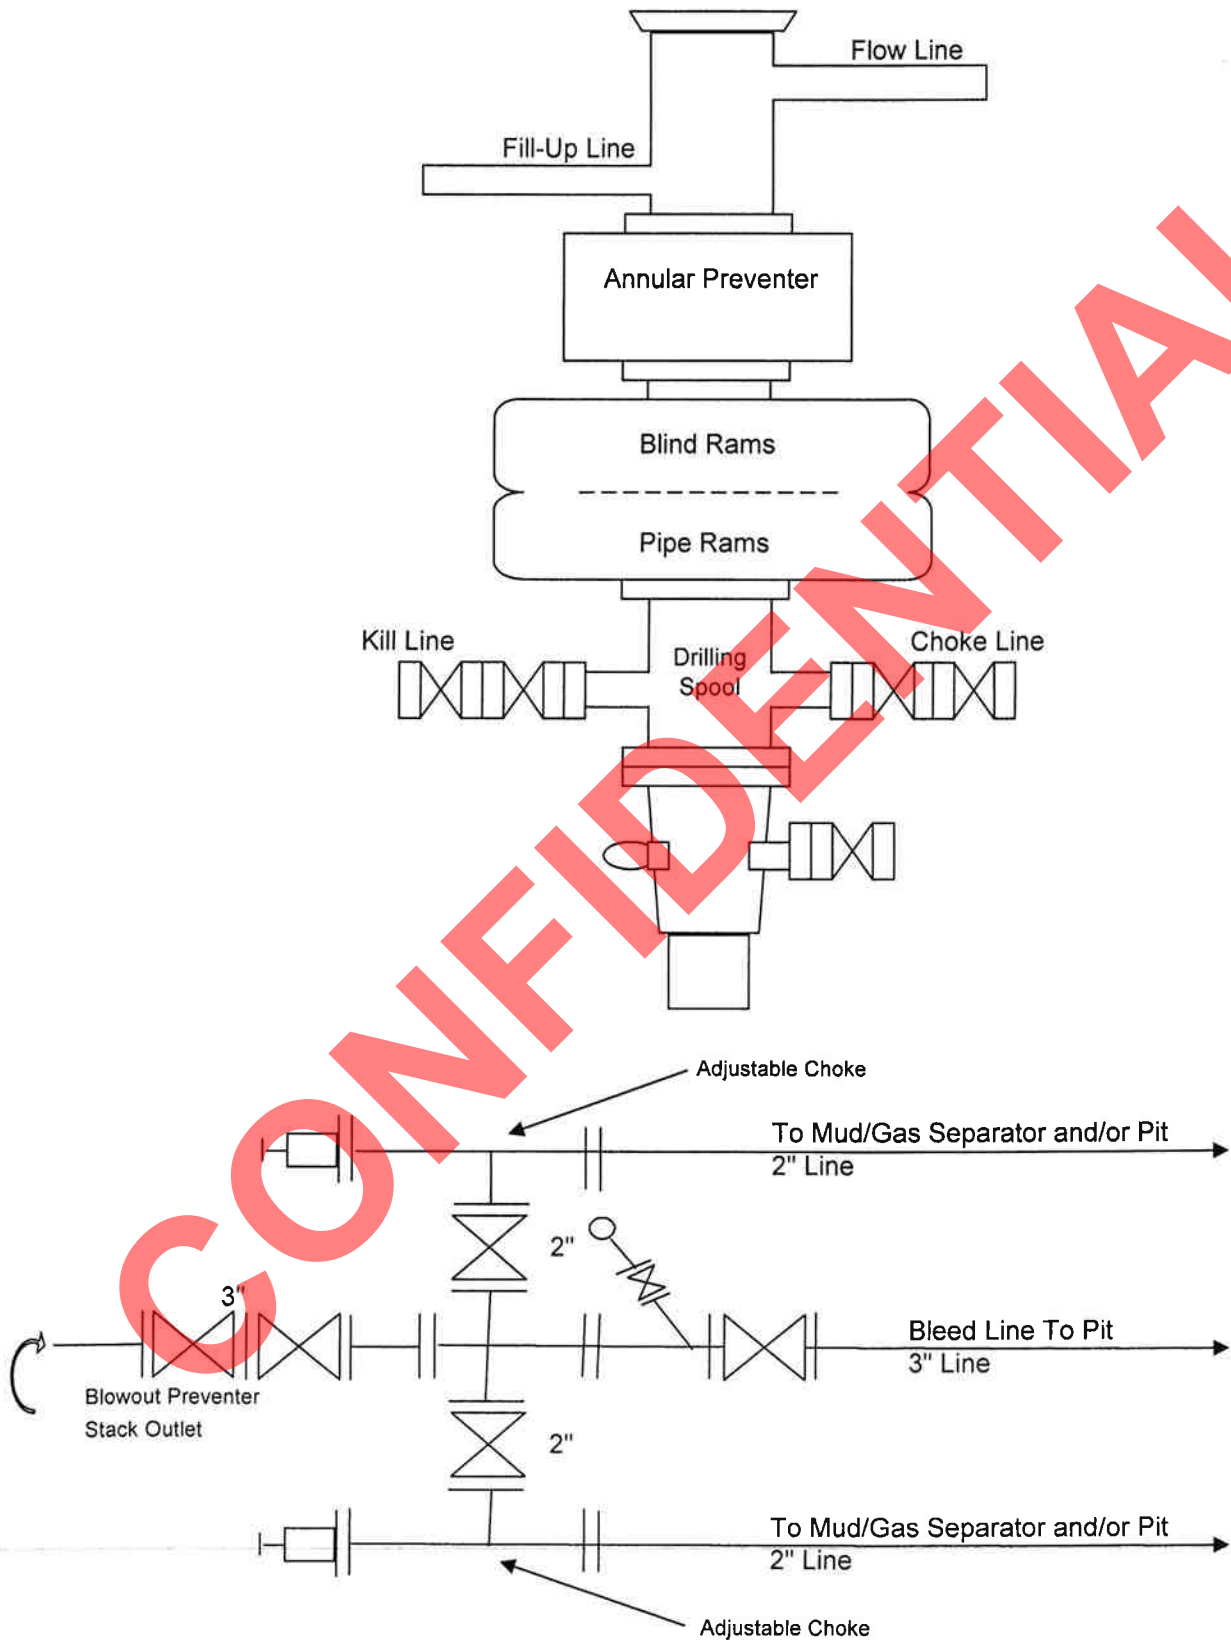 Flow Line
Fill-Up Line
Annular Preventer
Blind Rams
Pipe Rams
Kill Line
Drilling
Spool
Choke Line
CONFIDENTIAL
Adjustable Choke
To Mud/Gas Separator and/or Pit
2" Line
2"
3"
Bleed Line To Pit
3" Line
Blowout Preventer
Stack Outlet
2"
To Mud/Gas Separator and/or Pit
2" Line
Adjustable Choke